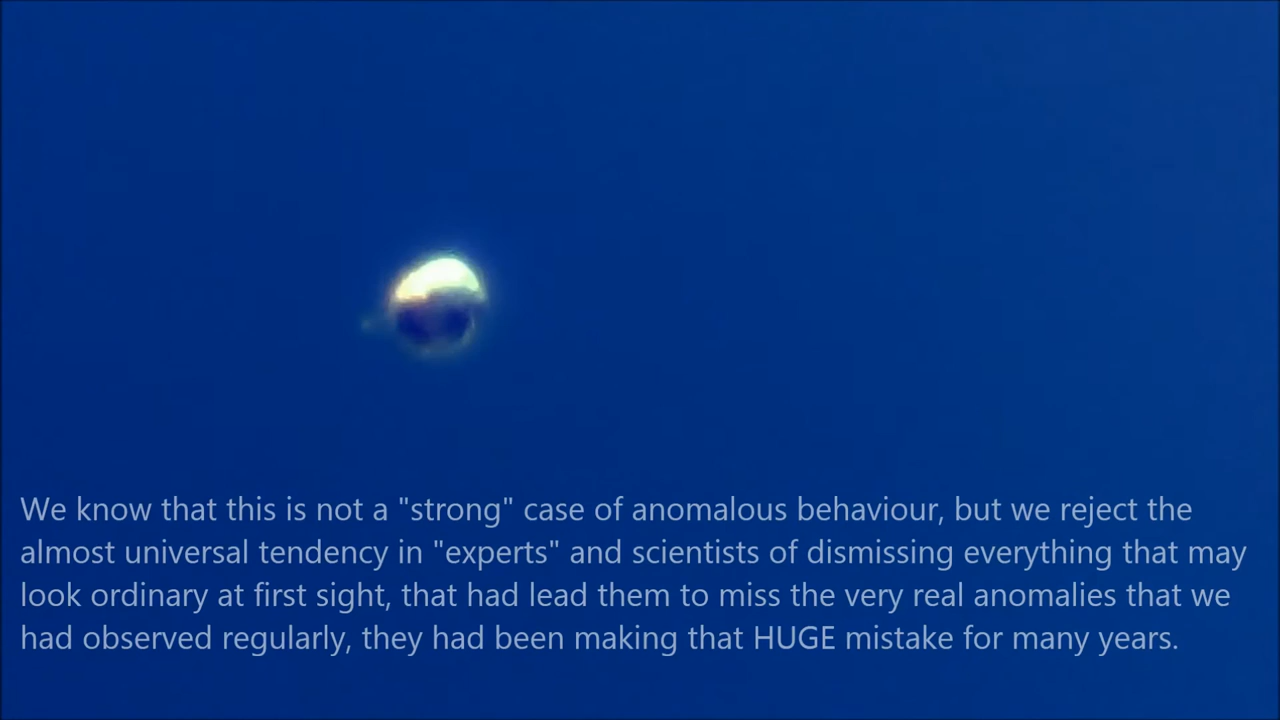 We know that this is not a "strong" case of anomalous behaviour, but we reject the
almost universal tendency in "experts" and scientists of dismissing everything that may
look ordinary at first sight, that had lead them to miss the very real anomalies that we
had observed regularly, they had been making that HUGE mistake for many years.